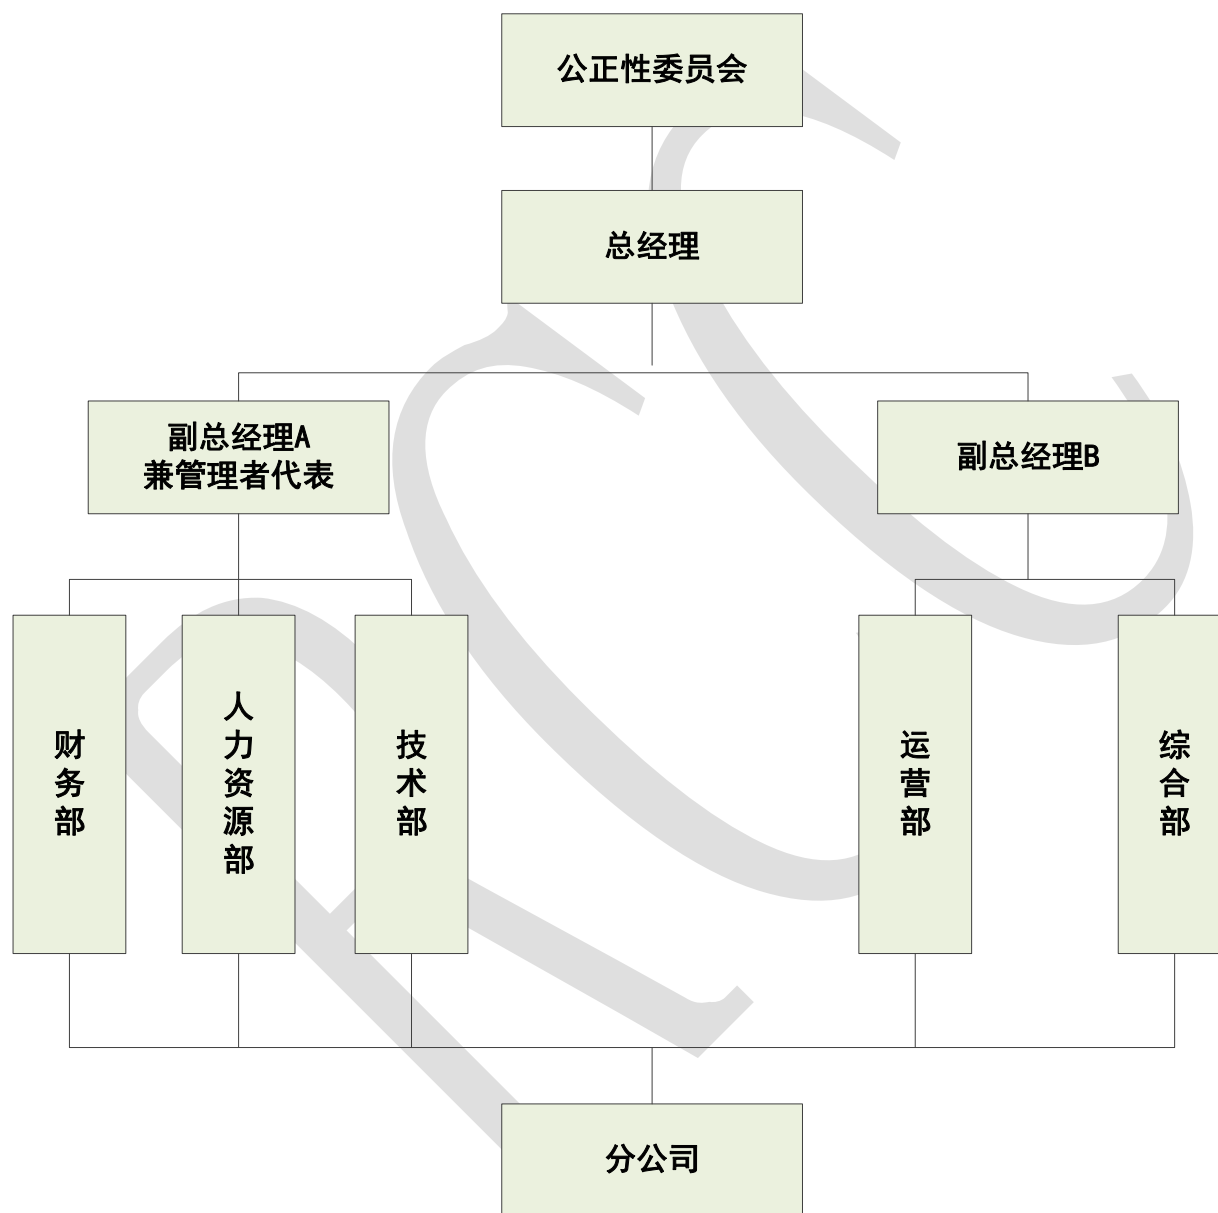 公正性委员会
总经理
副总经理A
兼管理者代表
副总经理B
财务部
人力资源部
技术部
运营部
综合部
分公司